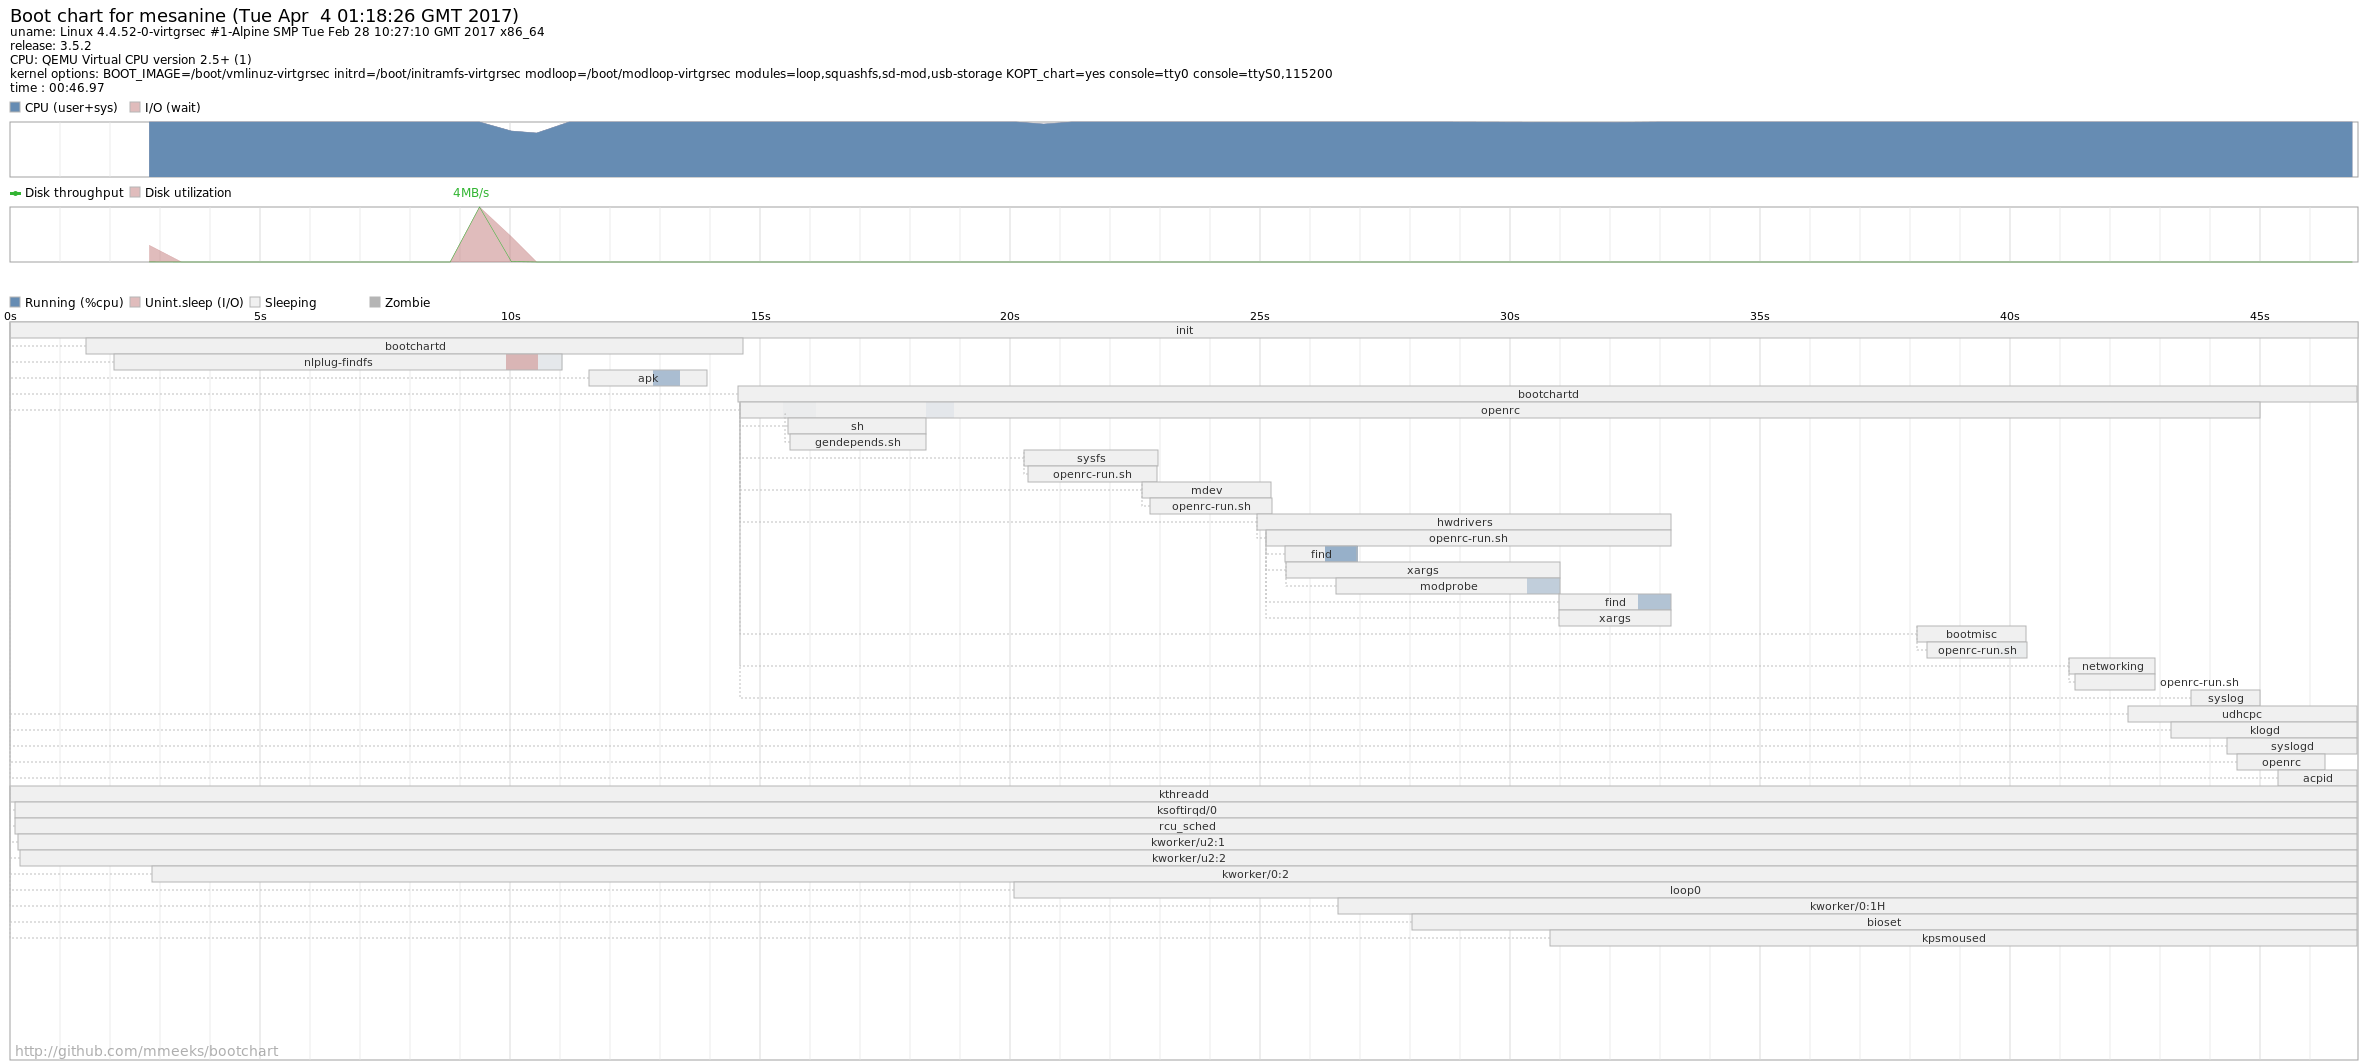 Boot chart for mesanine (Tue Apr  4 01:18:26 GMT 2017)
uname: Linux 4.4.52-0-virtgrsec #1-Alpine SMP Tue Feb 28 10:27:10 GMT 2017 x86_64
release: 3.5.2
CPU: QEMU Virtual CPU version 2.5+ (1)
kernel options: BOOT_IMAGE=/boot/vmlinuz-virtgrsec initrd=/boot/initramfs-virtgrsec modloop=/boot/modloop-virtgrsec modules=loop,squashfs,sd-mod,usb-storage KOPT_chart=yes console=tty0 console=ttyS0,115200
time : 00:46.97
CPU (user+sys) I/O (wait)
Disk throughput Disk utilization 4MB/s
Running (%cpu) Unint.sleep (I/O) Sleeping Zombie
0s 5s 10s 15s 20s 25s 30s 35s 40s 45s
init
bootchartd
nlplug-findfs
apk
bootchartd
openrc
sh
gendepends.sh
sysfs
openrc-run.sh
mdev
openrc-run.sh
hwdrivers
openrc-run.sh
find
xargs
modprobe
find
xargs
bootmisc
openrc-run.sh
networking
openrc-run.sh
syslog
udhcpc
klogd
syslogd
openrc
acpid
kthreadd
ksoftirqd/0
rcu_sched
kworker/u2:1
kworker/u2:2
kworker/0:2
loop0
kworker/0:1H
bioset
kpsmoused
http://github.com/mmeeks/bootchart